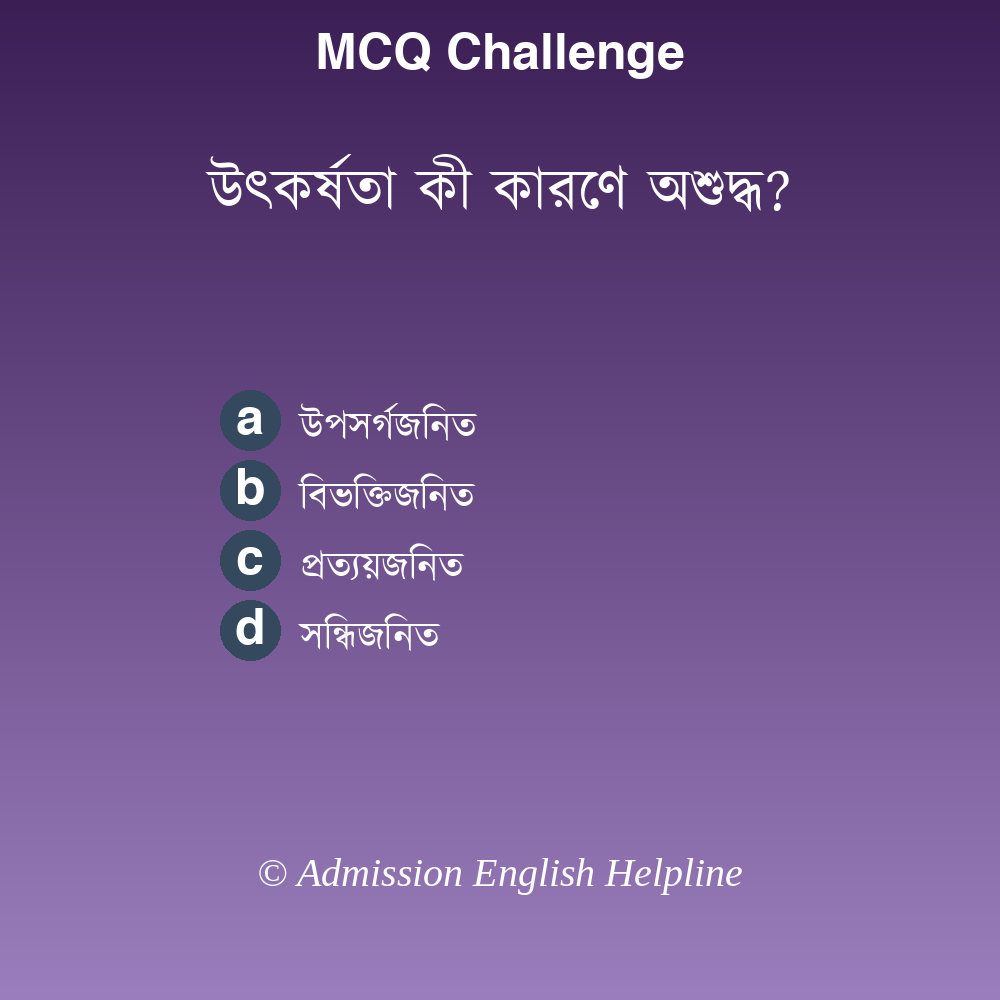 MCQ Challenge
উৎকর্ষতা কী কারণে অশুদ্ধ?
a উপসর্গজনিত
b বিভক্তিজনিত
c প্রত্যয়জনিত
d সন্ধিজনিত
© Admission English Helpline